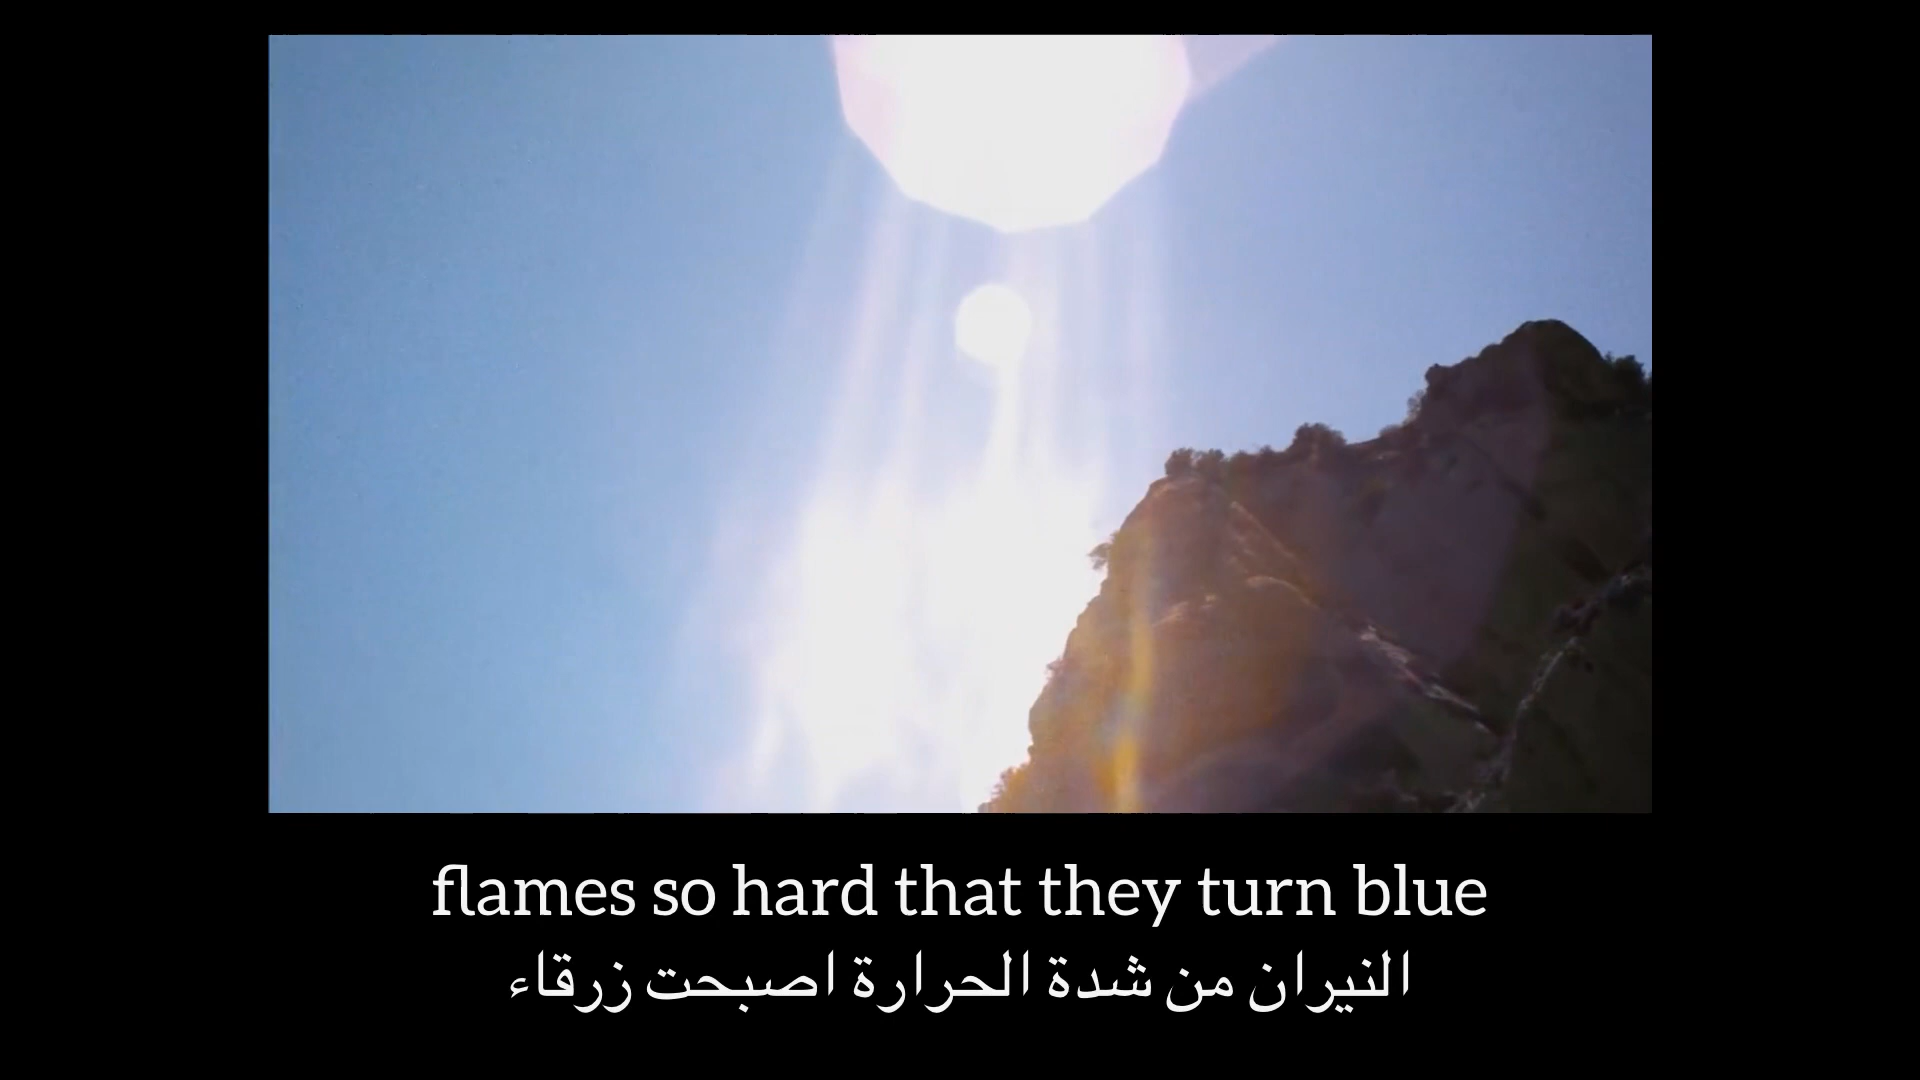 flames so hard that they turn blue
النيران من شدة الحرارة اصبحت زرقاء